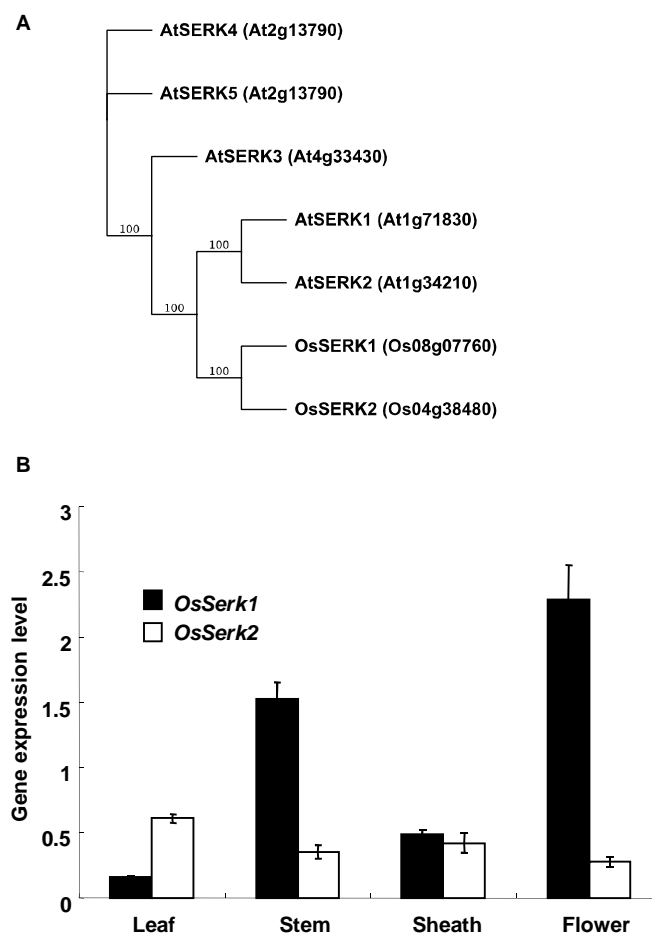 A
AtSERK4 (At2g13790)
AtSERK5 (At2g13790)
AtSERK3 (At4g33430)
100
AtSERK1 (At1g71830)
100
AtSERK2 (At1g34210)
100
OsSERK1 (Os08g07760)
100
OsSERK2 (Os04g38480)
B
Gene expression level
3
2.5
2
1.5
1
0.5
0
OsSerk1
OsSerk2
Leaf Stem Sheath Flower